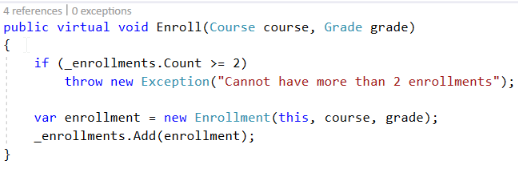 4 references | 0 exceptions
public virtual void Enroll(Course course, Grade grade)
{
    if (_enrollments.Count >= 2)
        throw new Exception("Cannot have more than 2 enrollments");

    var enrollment = new Enrollment(this, course, grade);
    _enrollments.Add(enrollment);
}